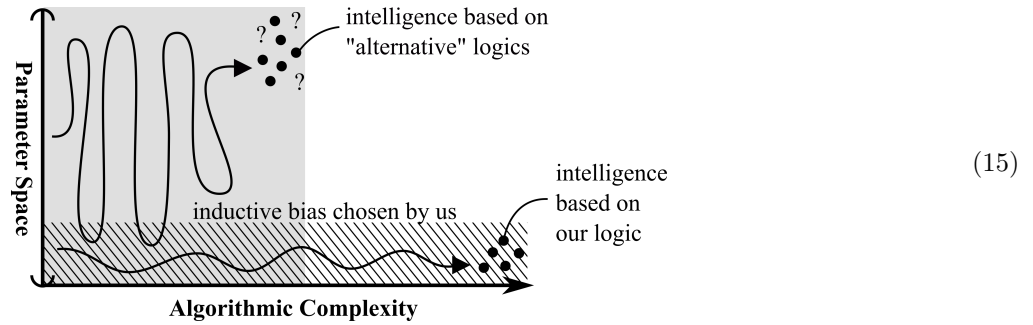 intelligence based on
"alternative" logics
? ?
?
Parameter Space
intelligence
based on
our logic
(15)
inductive bias chosen by us
Algorithmic Complexity